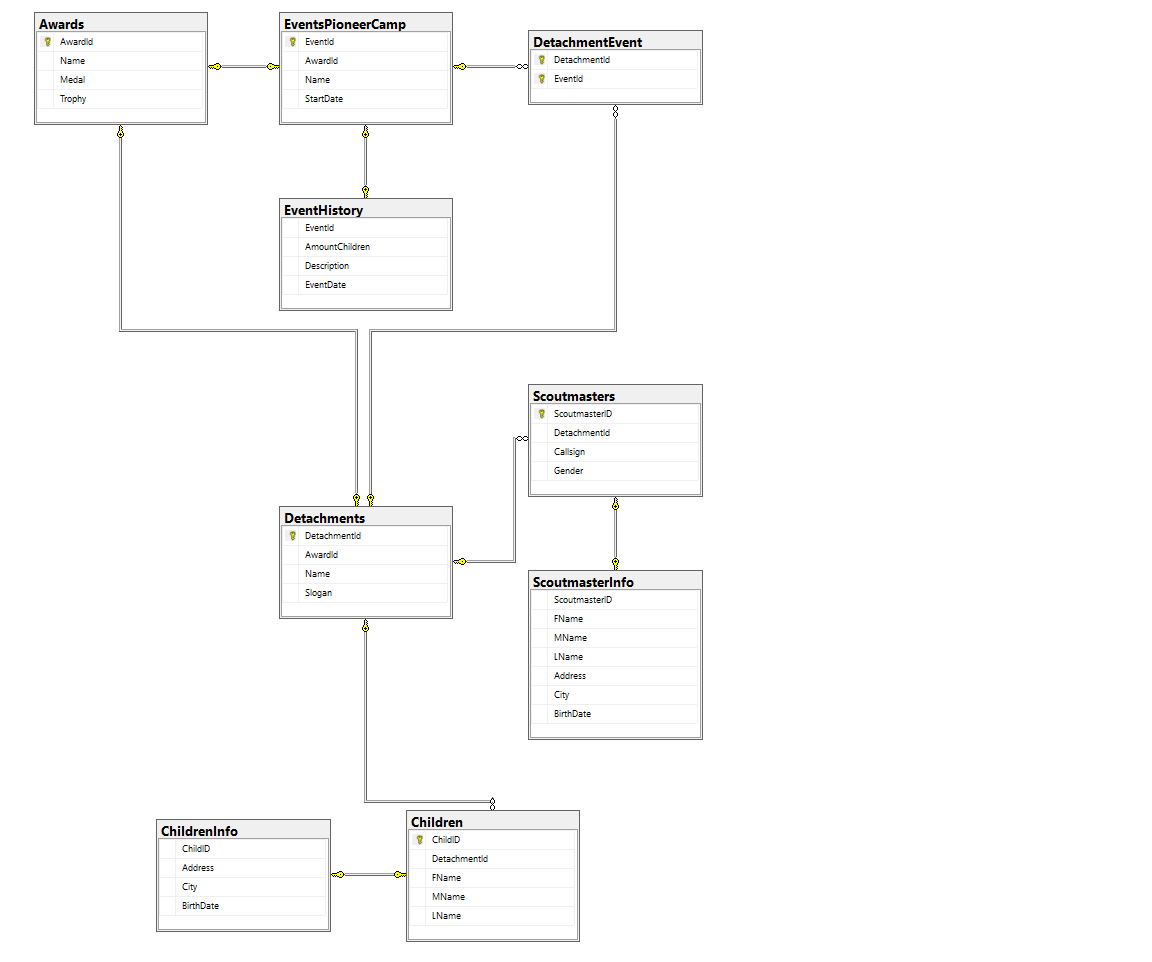 Awards
AwardId
Name
Medal
Trophy
EventsPioneerCamp
EventId
AwardId
Name
StartDate
DetachmentEvent
DetachmentId
EventId
EventHistory
EventId
AmountChildren
Description
EventDate
Scoutmasters
ScoutmasterID
DetachmentId
Callsign
Gender
Detachments
DetachmentId
AwardId
Name
Slogan
ScoutmasterInfo
ScoutmasterID
FName
MName
LName
Address
City
BirthDate
ChildrenInfo
ChildID
Address
City
BirthDate
Children
ChildID
DetachmentId
FName
MName
LName